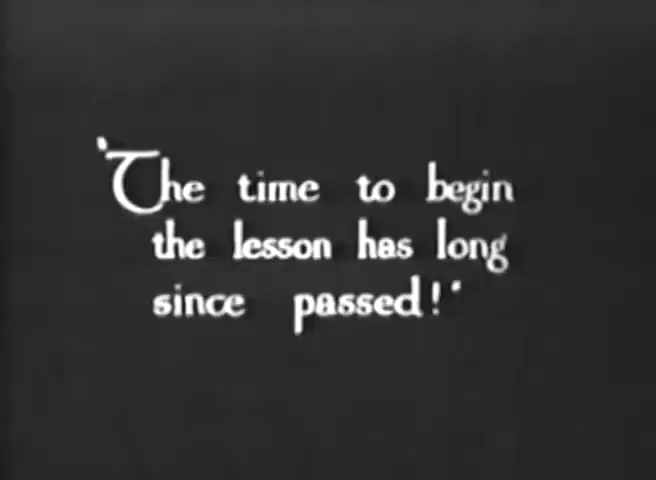 'The time to begin
the lesson has long
since passed!'